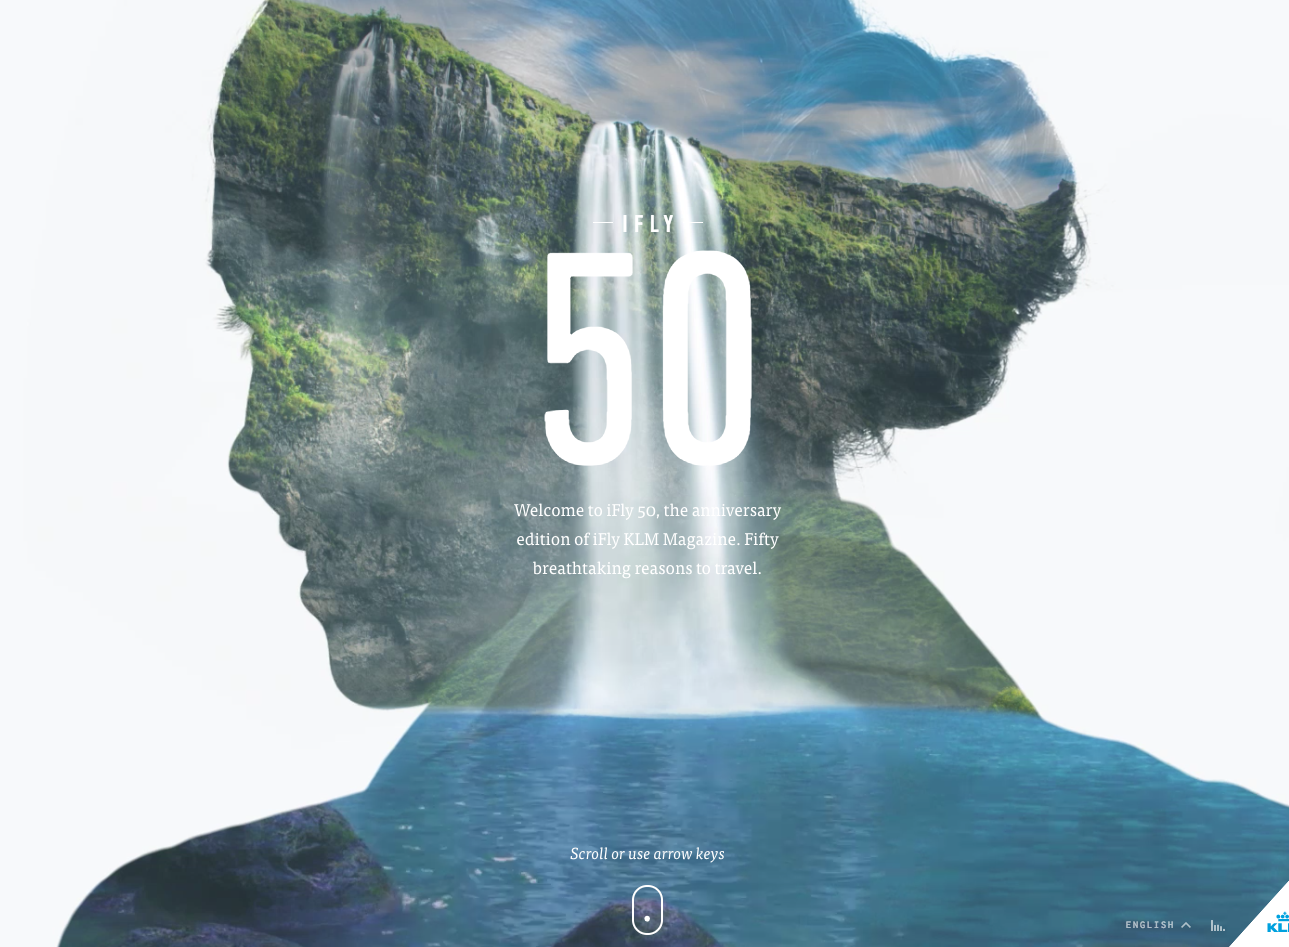 IFLY
50
Welcome to iFly 50, the anniversary
edition of iFly KLM Magazine. Fifty
breathtaking reasons to travel.
Scroll or use arrow keys
ENGLISH